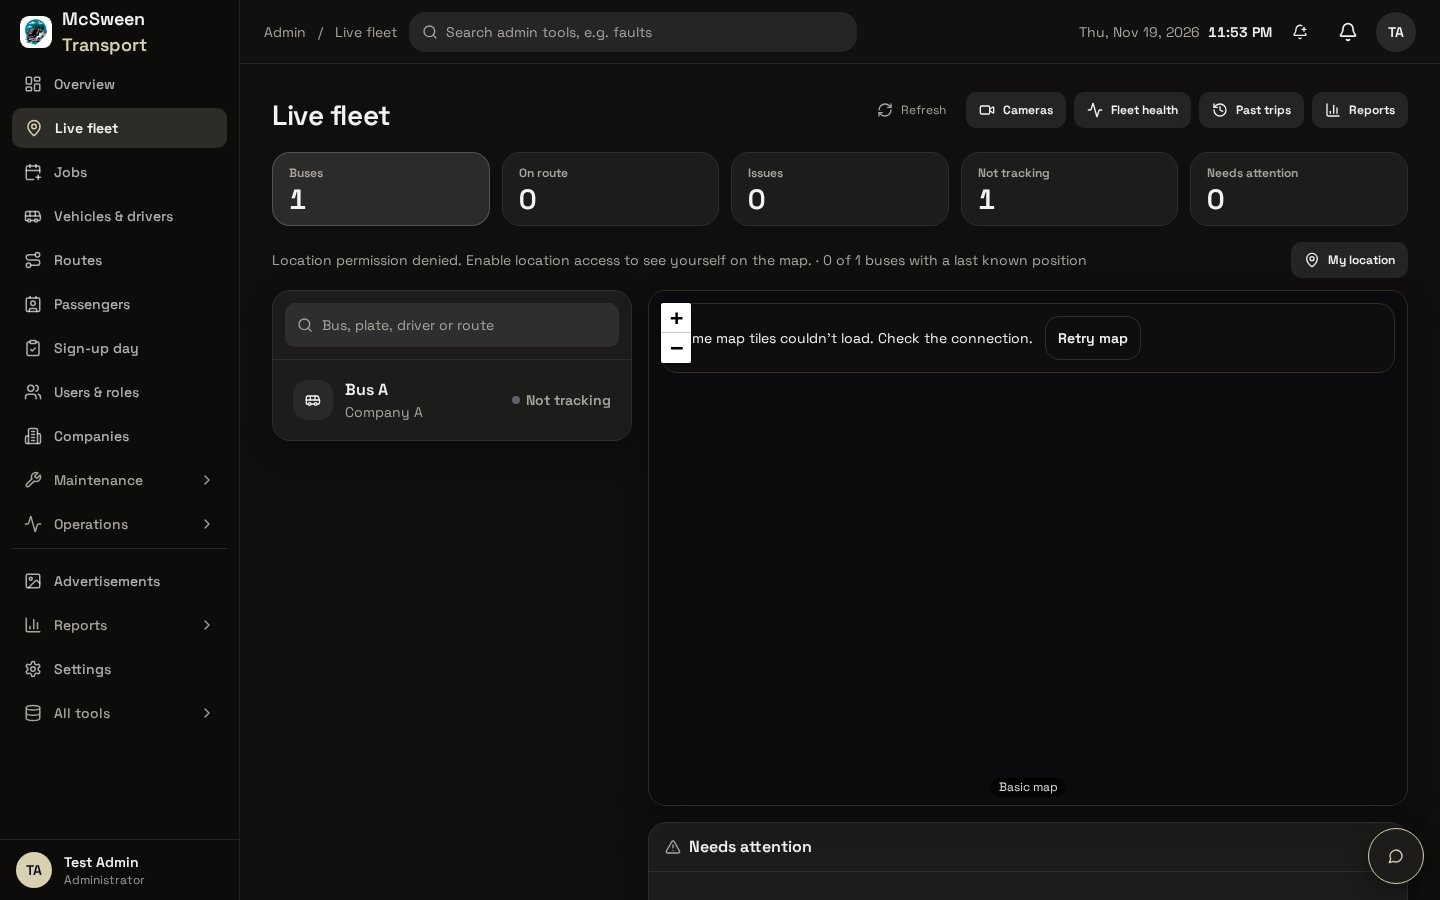 McSween
Transport
Overview
Live fleet
Jobs
Vehicles & drivers
Routes
Passengers
Sign-up day
Users & roles
Companies
Maintenance
Operations
Advertisements
Reports
Settings
All tools
TA
Test Admin
Administrator
Admin / Live fleet
Search admin tools, e.g. faults
Thu, Nov 19, 2026 11:53 PM
TA
Live fleet
Refresh
Cameras
Fleet health
Past trips
Reports
Buses
1
On route
0
Issues
0
Not tracking
1
Needs attention
0
Location permission denied. Enable location access to see yourself on the map. · 0 of 1 buses with a last known position
My location
Bus, plate, driver or route
Bus A
Company A
Not tracking
+
−
me map tiles couldn't load. Check the connection.
Retry map
Basic map
Needs attention